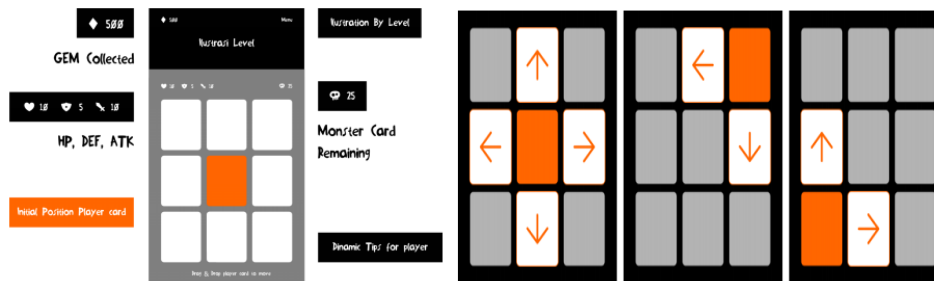 500
GEM Collected
10 5 10
HP, DEF, ATK
Initial Position Player card
500 Menu
Ilustrasi Level
10 5 10 25
Drag & Drop player card to move
Ilustration By Level
25
Monster Card
Remaining
Dinamic Tips for player